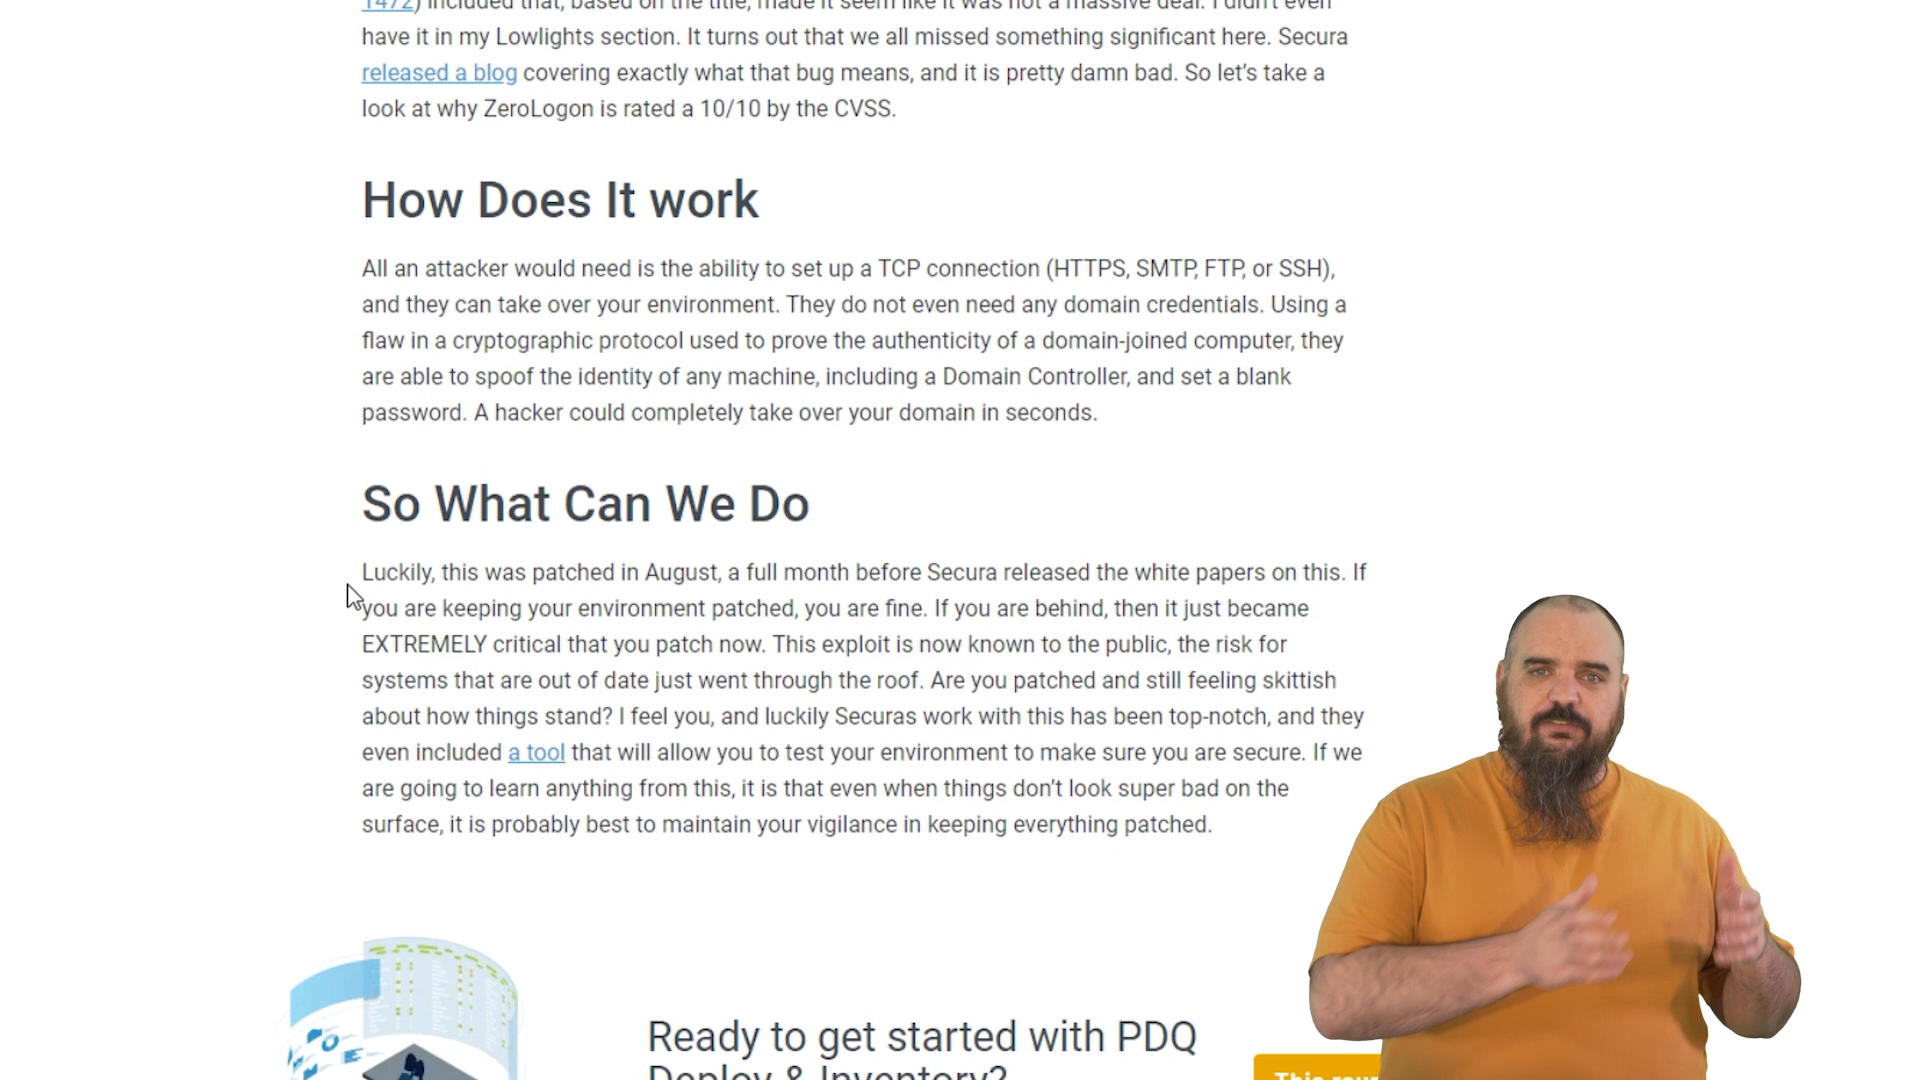 1472) included that, based on the title, made it seem like it was not a massive deal. I didn't even
have it in my Lowlights section. It turns out that we all missed something significant here. Secura
released a blog covering exactly what that bug means, and it is pretty damn bad. So let's take a
look at why ZeroLogon is rated a 10/10 by the CVSS.
How Does It work
All an attacker would need is the ability to set up a TCP connection (HTTPS, SMTP, FTP, or SSH),
and they can take over your environment. They do not even need any domain credentials. Using a
flaw in a cryptographic protocol used to prove the authenticity of a domain-joined computer, they
are able to spoof the identity of any machine, including a Domain Controller, and set a blank
password. A hacker could completely take over your domain in seconds.
So What Can We Do
Luckily, this was patched in August, a full month before Secura released the white papers on this. If
you are keeping your environment patched, you are fine. If you are behind, then it just became
EXTREMELY critical that you patch now. This exploit is now known to the public, the risk for
systems that are out of date just went through the roof. Are you patched and still feeling skittish
about how things stand? I feel you, and luckily Securas work with this has been top-notch, and they
even included a tool that will allow you to test your environment to make sure you are secure. If we
are going to learn anything from this, it is that even when things don't look super bad on the
surface, it is probably best to maintain your vigilance in keeping everything patched.
Ready to get started with PDQ
Deploy & Inventory?
This